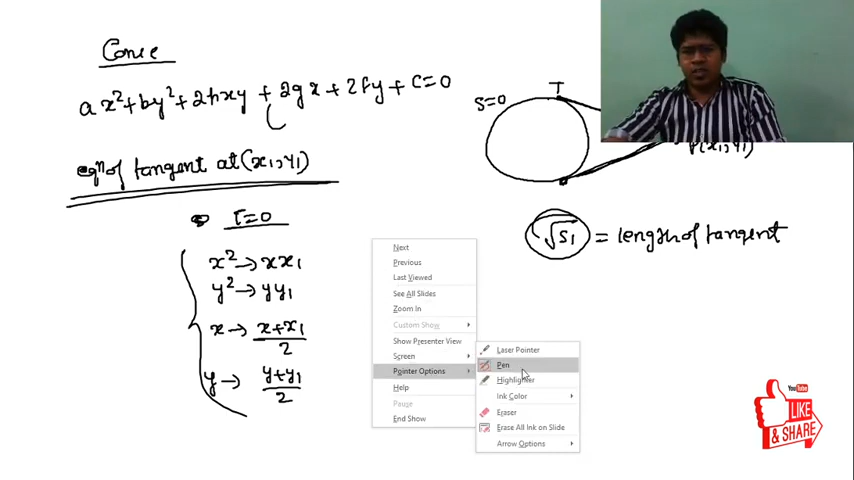 Conic
ax²+by²+2hxy+2gx+2fy+c=0
eqn of tangent at (x₁,y₁)
T=0
x²→xx₁
y²→yy₁
x→(x+x₁)/2
y→(y+y₁)/2
S=0
T
P(x₁,y₁)
√S₁ = length of tangent
Next
Previous
Last Viewed
See All Slides
Zoom In
Custom Show
Show Presenter View
Screen
Pointer Options
Help
Pause
End Show
Laser Pointer
Pen
Highlighter
Ink Color
Eraser
Erase All Ink on Slide
Arrow Options
YouTube
LIKE
& SHARE